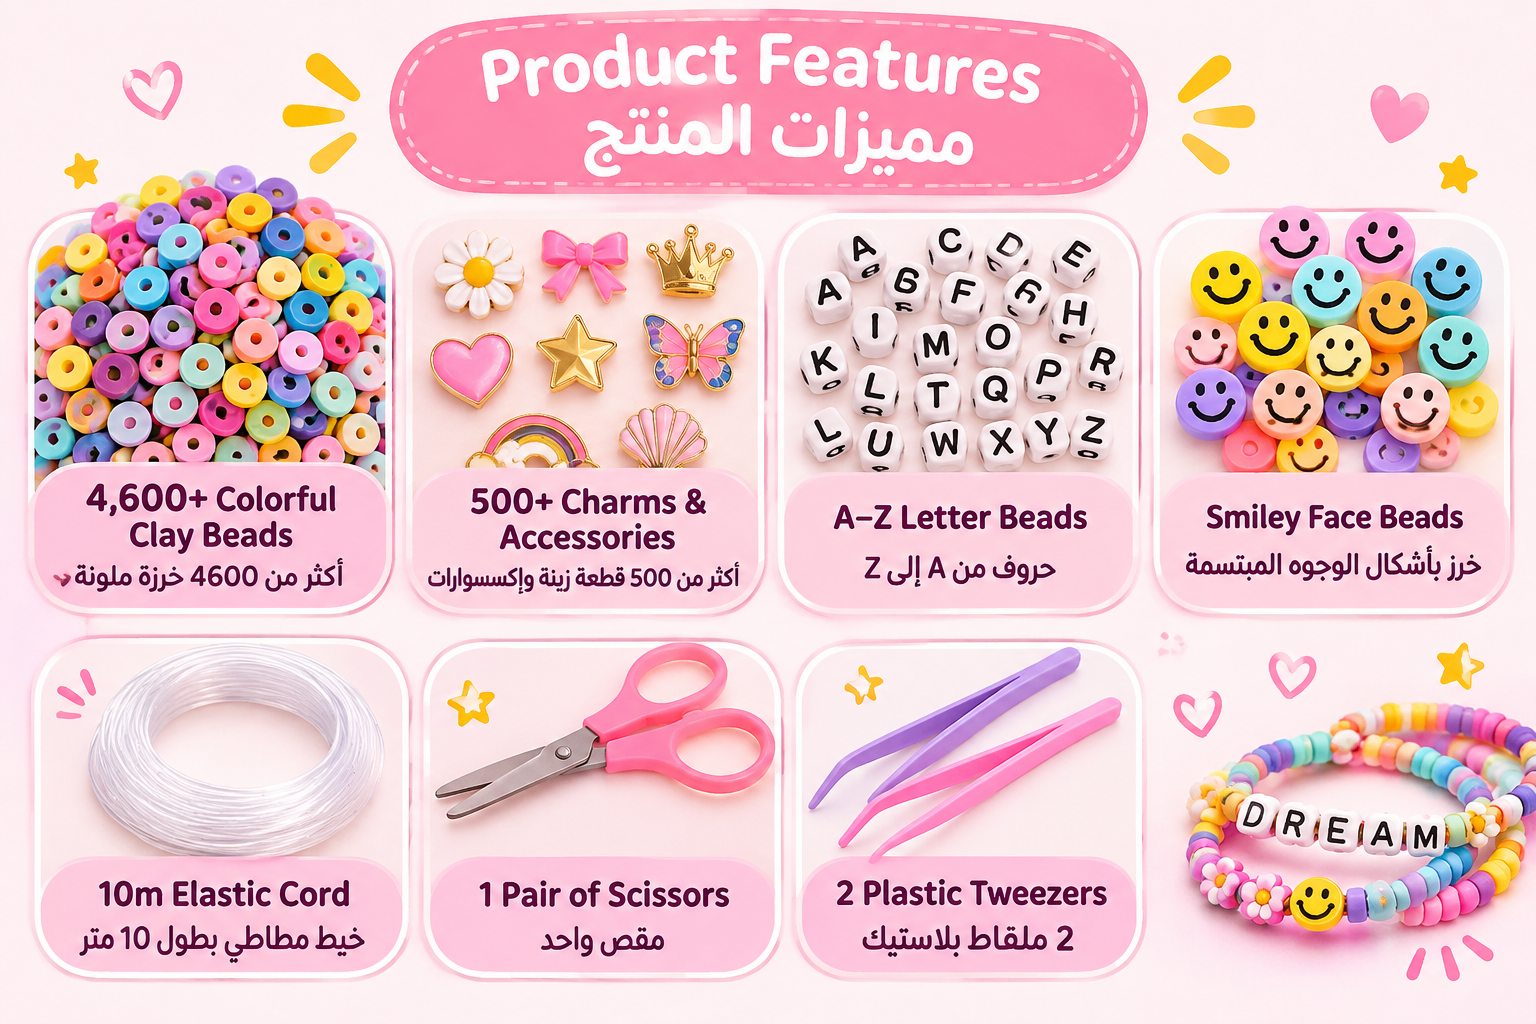 Product Features
مميزات المنتج
A C D E
A 6 F
H
I M O
K L T Q P R
L U W X Y Z
4,600+ Colorful
Clay Beads
أكثر من 4600 خرزة ملونة
500+ Charms &
Accessories
أكثر من 500 قطعة زينة وإكسسوارات
A–Z Letter Beads
حروف من A إلى Z
Smiley Face Beads
خرز بأشكال الوجوه المبتسمة
10m Elastic Cord
خيط مطاطي بطول 10 متر
1 Pair of Scissors
مقص واحد
2 Plastic Tweezers
2 ملقاط بلاستيك
DREAM